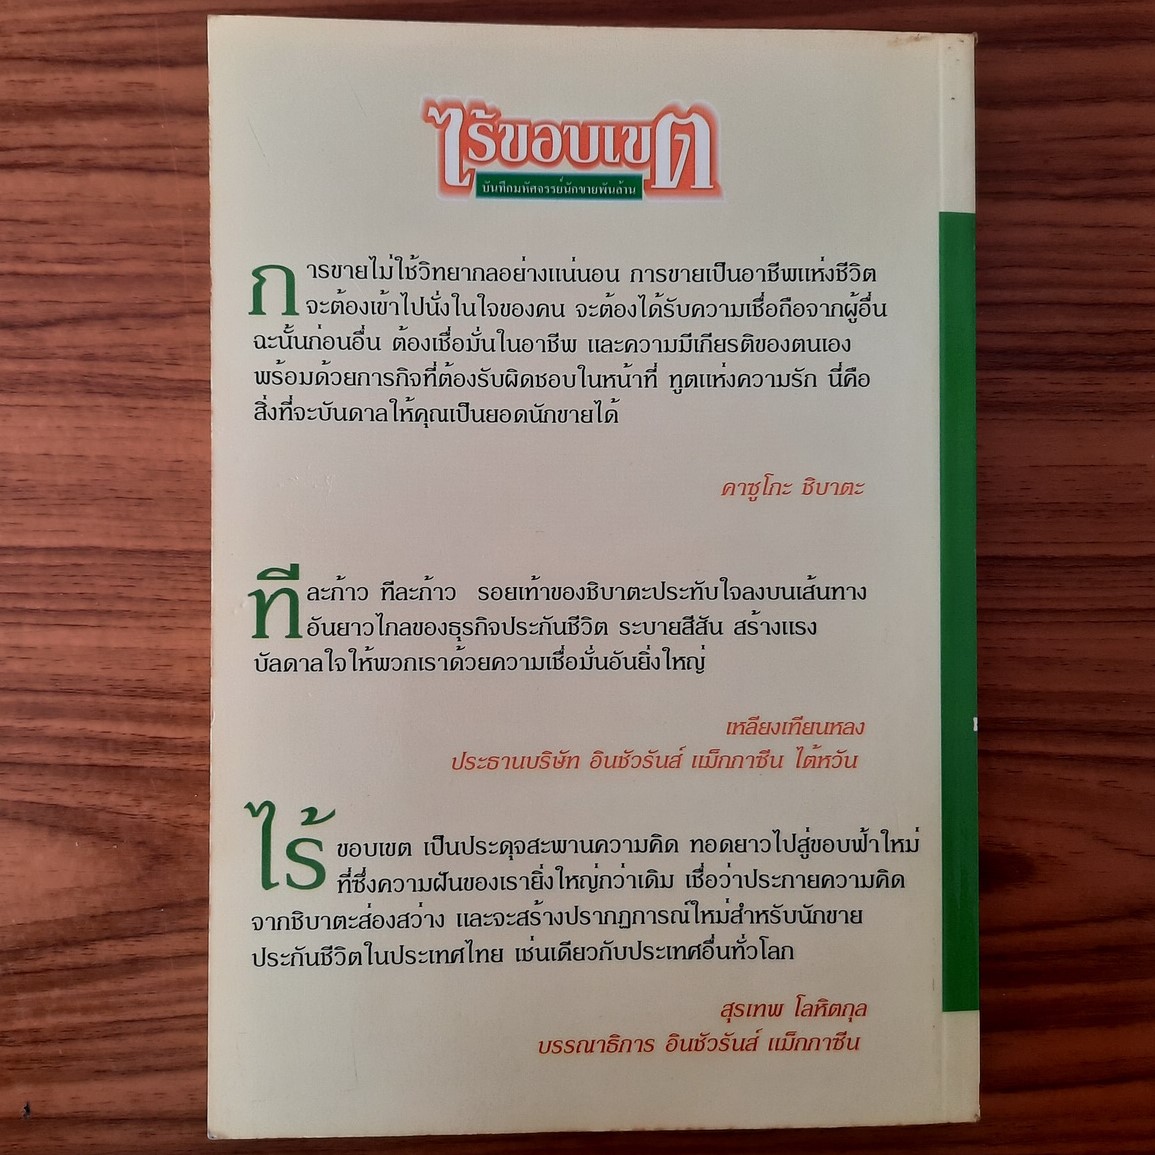 ไร้ขอบเขต
บันทึกมหัศจรรย์นักขายพันล้าน
การขายไม่ใช้วิทยากลอย่างแน่นอน การขายเป็นอาชีพแห่งชีวิต
จะต้องเข้าไปนั่งในใจของคน จะต้องได้รับความเชื่อถือจากผู้อื่น
ฉะนั้นก่อนอื่น ต้องเชื่อมั่นในอาชีพ และความมีเกียรติของตนเอง
พร้อมด้วยภารกิจที่ต้องรับผิดชอบในหน้าที่ ทูตแห่งความรัก นี่คือ
สิ่งที่จะบันดาลให้คุณเป็นยอดนักขายได้
คาซูโกะ ชิบาตะ
ทีละก้าว ทีละก้าว รอยเท้าของชิบาตะประทับใจลงบนเส้นทาง
อันยาวไกลของธุรกิจประกันชีวิต ระบายสีสัน สร้างแรง
บัลดาลใจให้พวกเราด้วยความเชื่อมั่นอันยิ่งใหญ่
เหลียงเทียนหลง
ประธานบริษัท อินชัวรันส์ แม็กกาซีน ไต้หวัน
ไร้ขอบเขต เป็นประดุจสะพานความคิด ทอดยาวไปสู่ขอบฟ้าใหม่
ที่ซึ่งความฝันของเรายิ่งใหญ่กว่าเดิม เชื่อว่าประกายความคิด
จากชิบาตะส่องสว่าง และจะสร้างปรากฏการณ์ใหม่สำหรับนักขาย
ประกันชีวิตในประเทศไทย เช่นเดียวกับประเทศอื่นทั่วโลก
สุรเทพ โลหิตกุล
บรรณาธิการ อินชัวรันส์ แม็กกาซีน